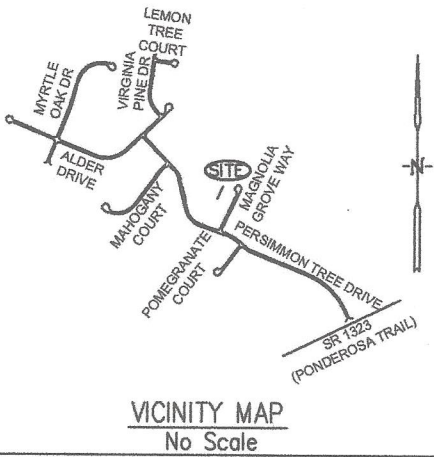 LEMON
TREE
COURT
MYRTLE
OAK DR
VIRGINIA
PINE DR
ALDER
DRIVE
SITE
MAGNOLIA
GROVE WAY
MAHOGANY
COURT
N
POMEGRANATE
COURT
PERSIMMON TREE DRIVE
SR 1323
(PONDEROSA TRAIL)
VICINITY MAP
No Scale